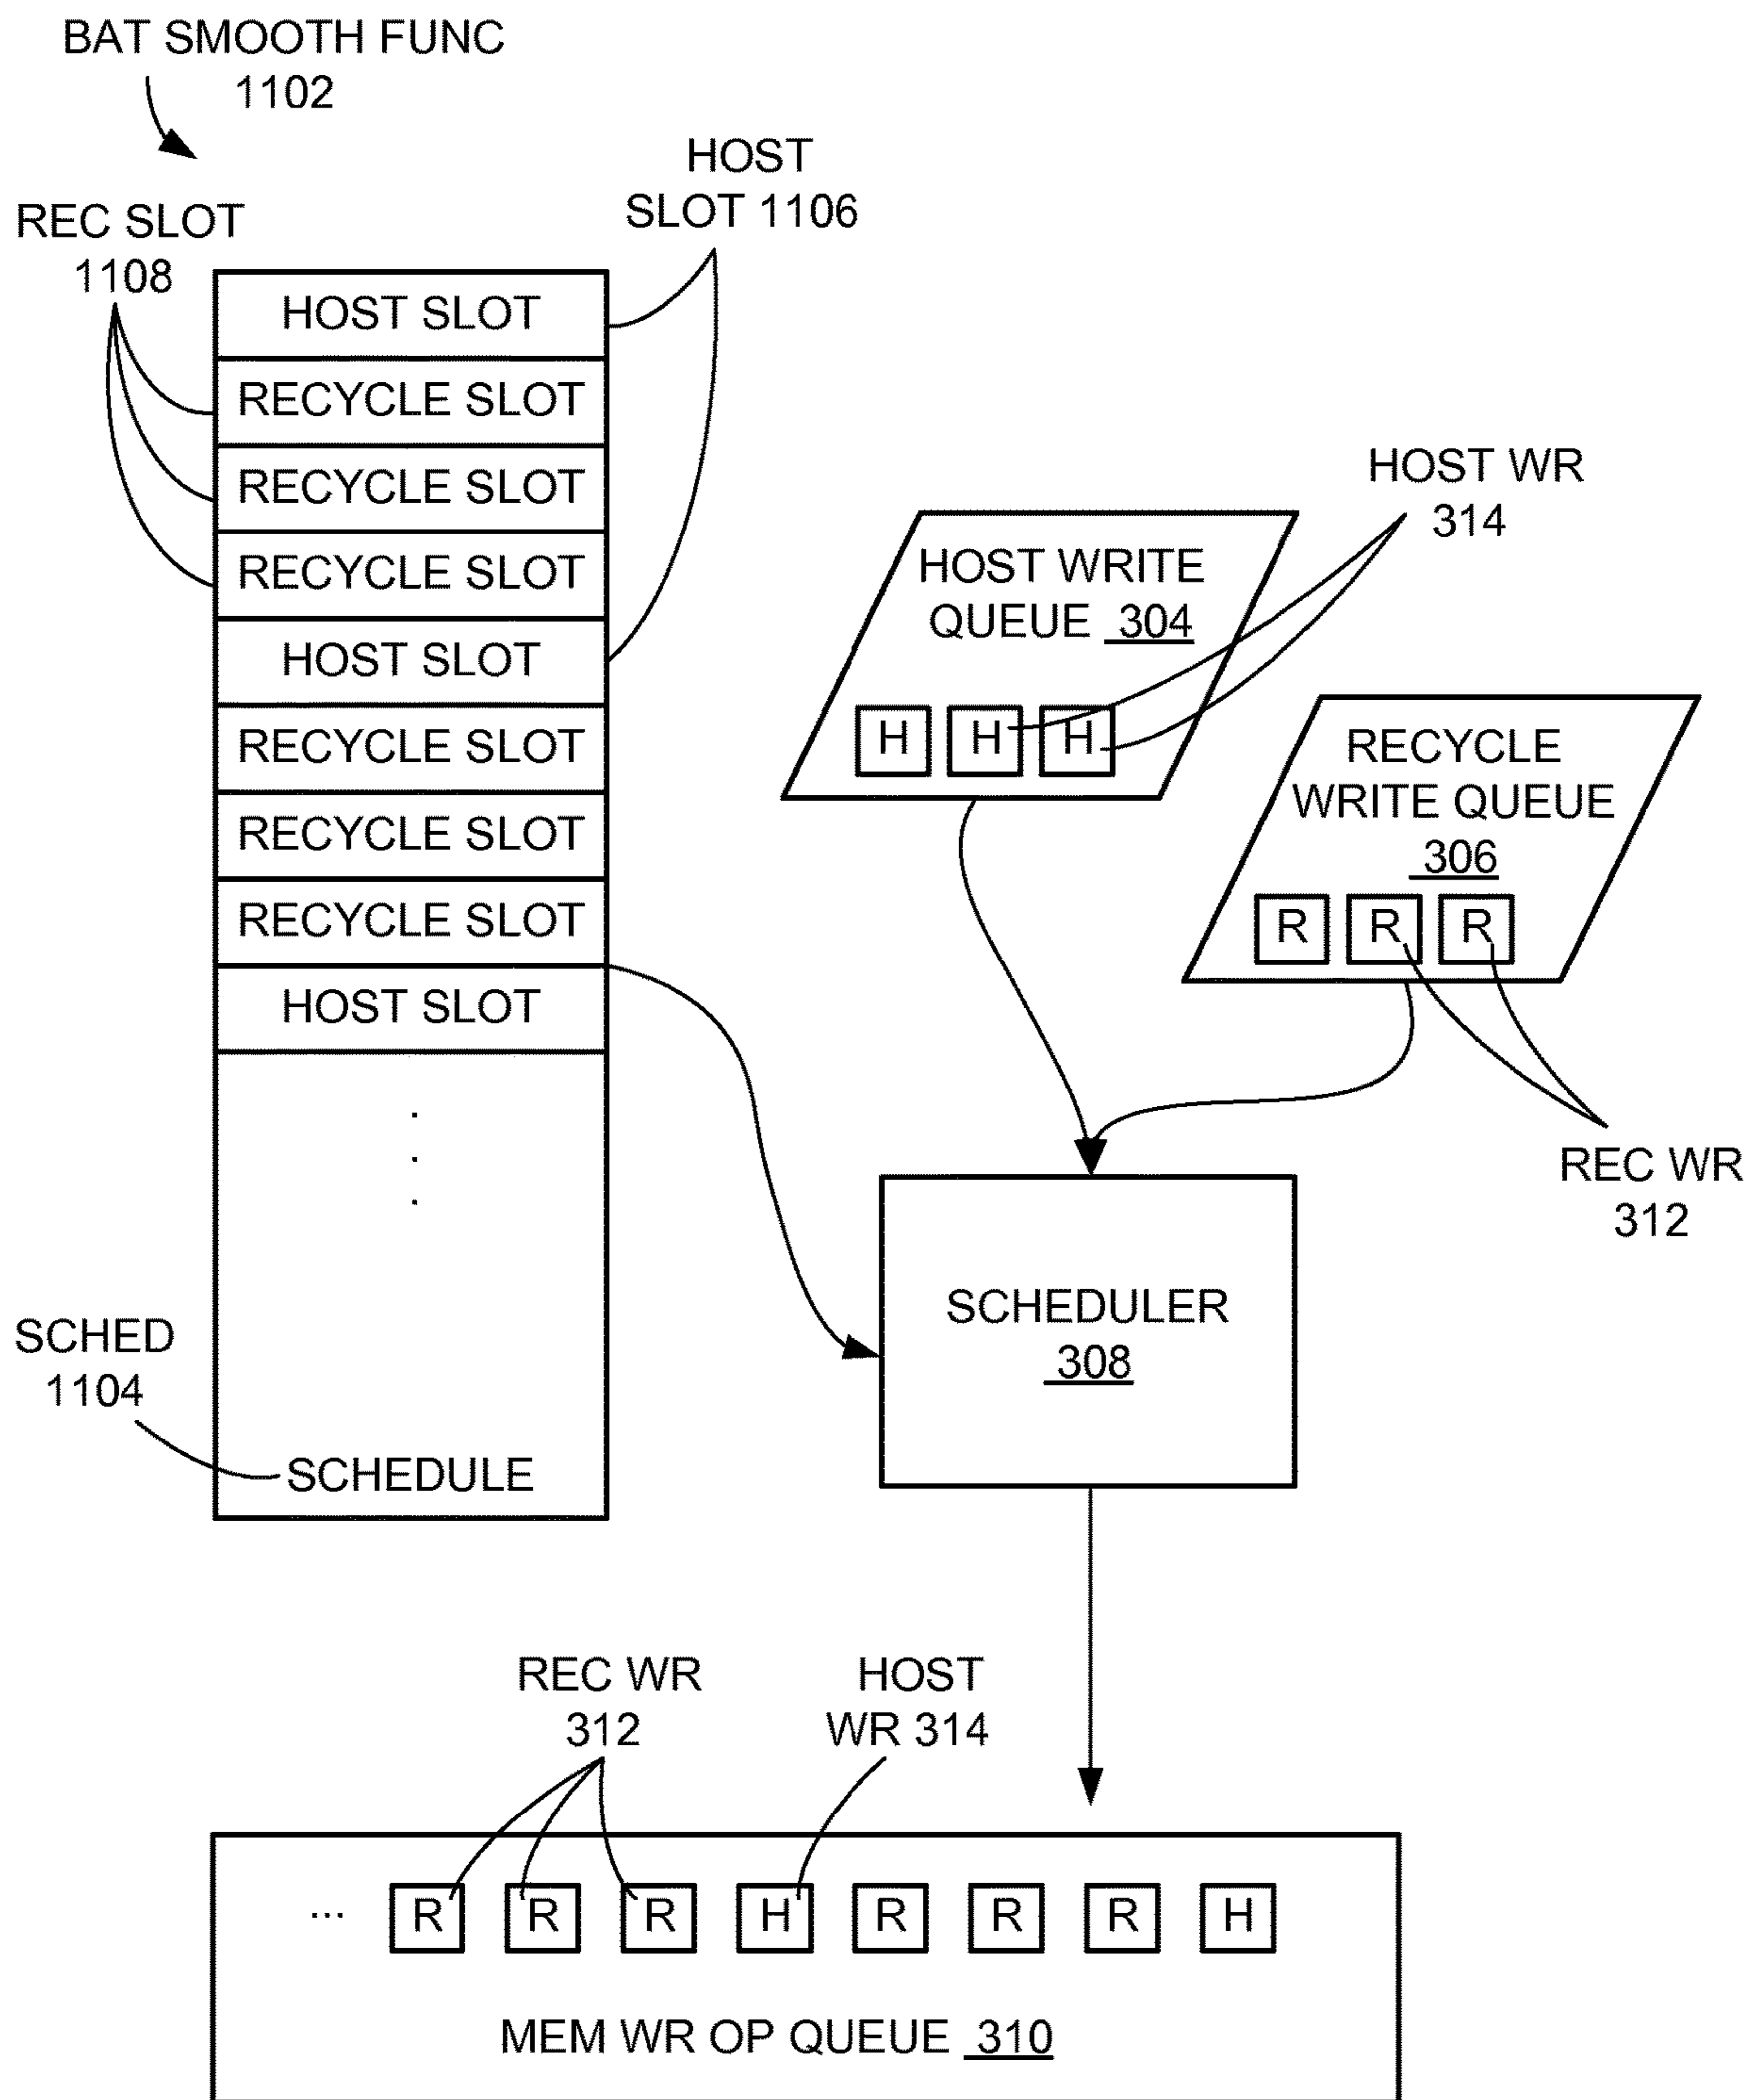 BAT SMOOTH FUNC
1102
HOST
SLOT 1106
REC SLOT
1108
HOST SLOT
RECYCLE SLOT
RECYCLE SLOT
RECYCLE SLOT
HOST SLOT
RECYCLE SLOT
RECYCLE SLOT
RECYCLE SLOT
HOST SLOT
.
.
.
SCHED
1104
SCHEDULE
HOST WR
314
HOST WRITE
QUEUE 304
H H H
RECYCLE
WRITE QUEUE
306
R R R
REC WR
312
SCHEDULER
308
REC WR
312
HOST
WR 314
... R R R H R R R H
MEM WR OP QUEUE 310